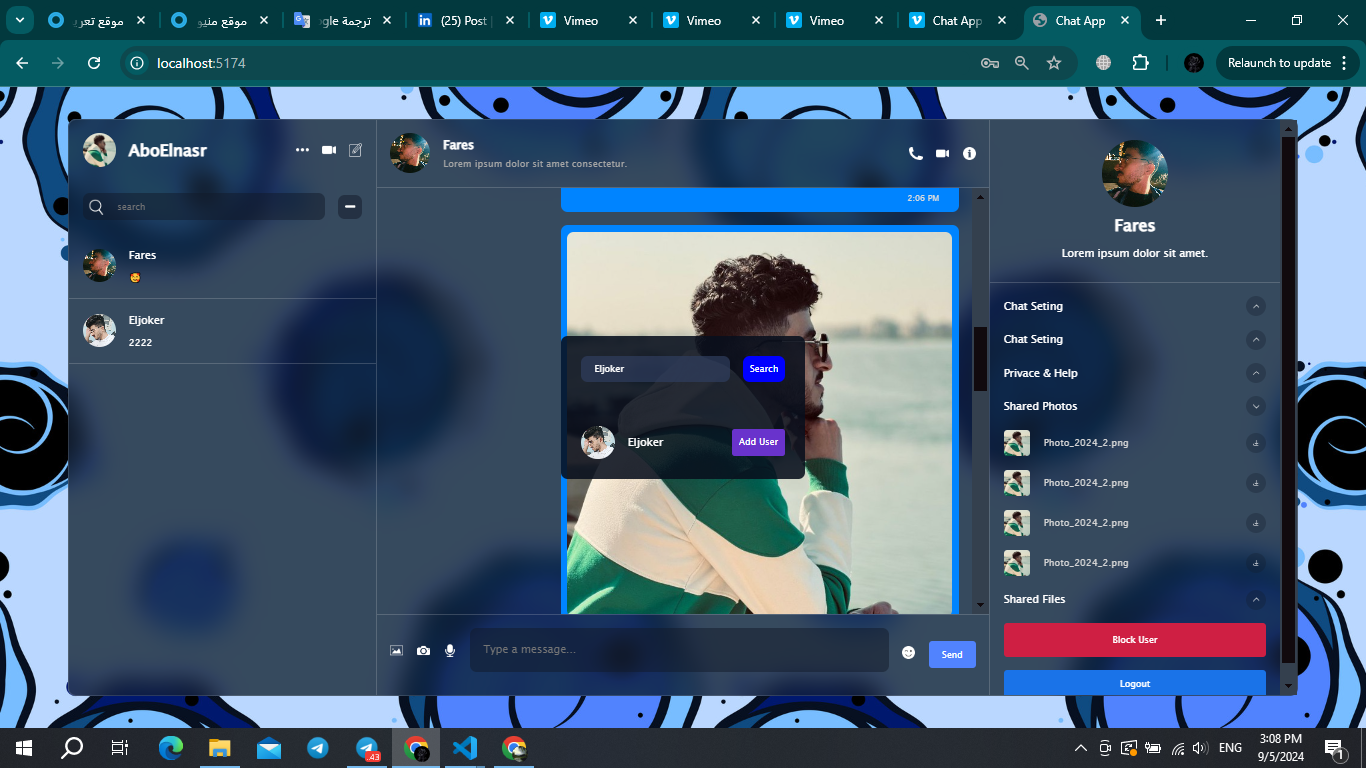 موقع تعري
موقع منيو
ترجمة gle
(25) Post |
Vimeo
Vimeo
Vimeo
Chat App
Chat App
localhost:5174
Relaunch to update
AboElnasr
search
Fares
Eljoker
2222
Fares
Lorem ipsum dolor sit amet consectetur.
2:06 PM
Eljoker
Search
Eljoker
Add User
Type a message...
Send
Fares
Lorem ipsum dolor sit amet.
Chat Seting
Chat Seting
Privace & Help
Shared Photos
Photo_2024_2.png
Photo_2024_2.png
Photo_2024_2.png
Photo_2024_2.png
Shared Files
Block User
Logout
.43
ENG
3:08 PM
9/5/2024
1